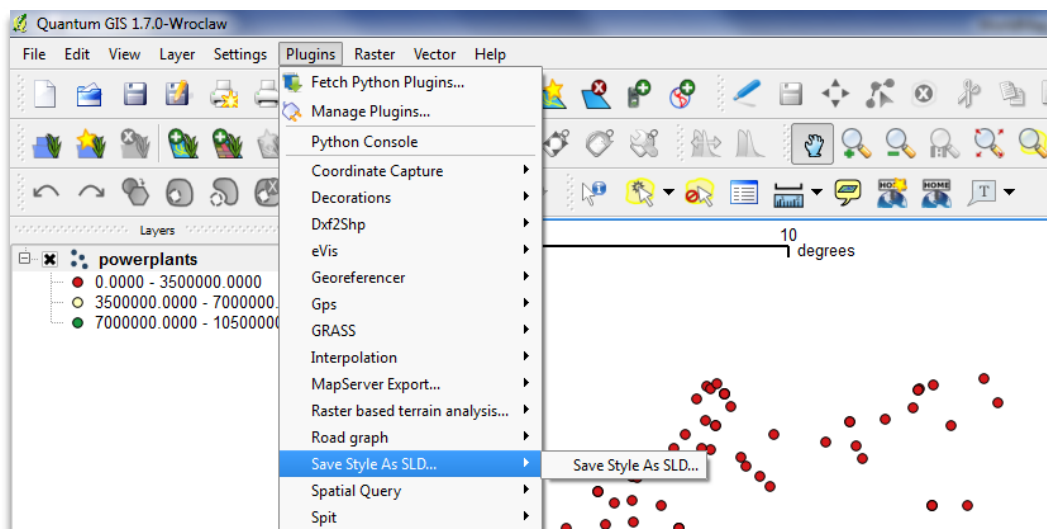 Quantum GIS 1.7.0-Wroclaw
File Edit View Layer Settings Plugins Raster Vector Help
Fetch Python Plugins...
Manage Plugins...
Python Console
Coordinate Capture
Decorations
Dxf2Shp
eVis
Georeferencer
Gps
GRASS
Interpolation
MapServer Export...
Raster based terrain analysis...
Road graph
Save Style As SLD...
Save Style As SLD...
Spatial Query
Spit
Layers
powerplants
0.0000 - 3500000.0000
3500000.0000 - 7000000.
7000000.0000 - 1050000
HOME
T
10
degrees